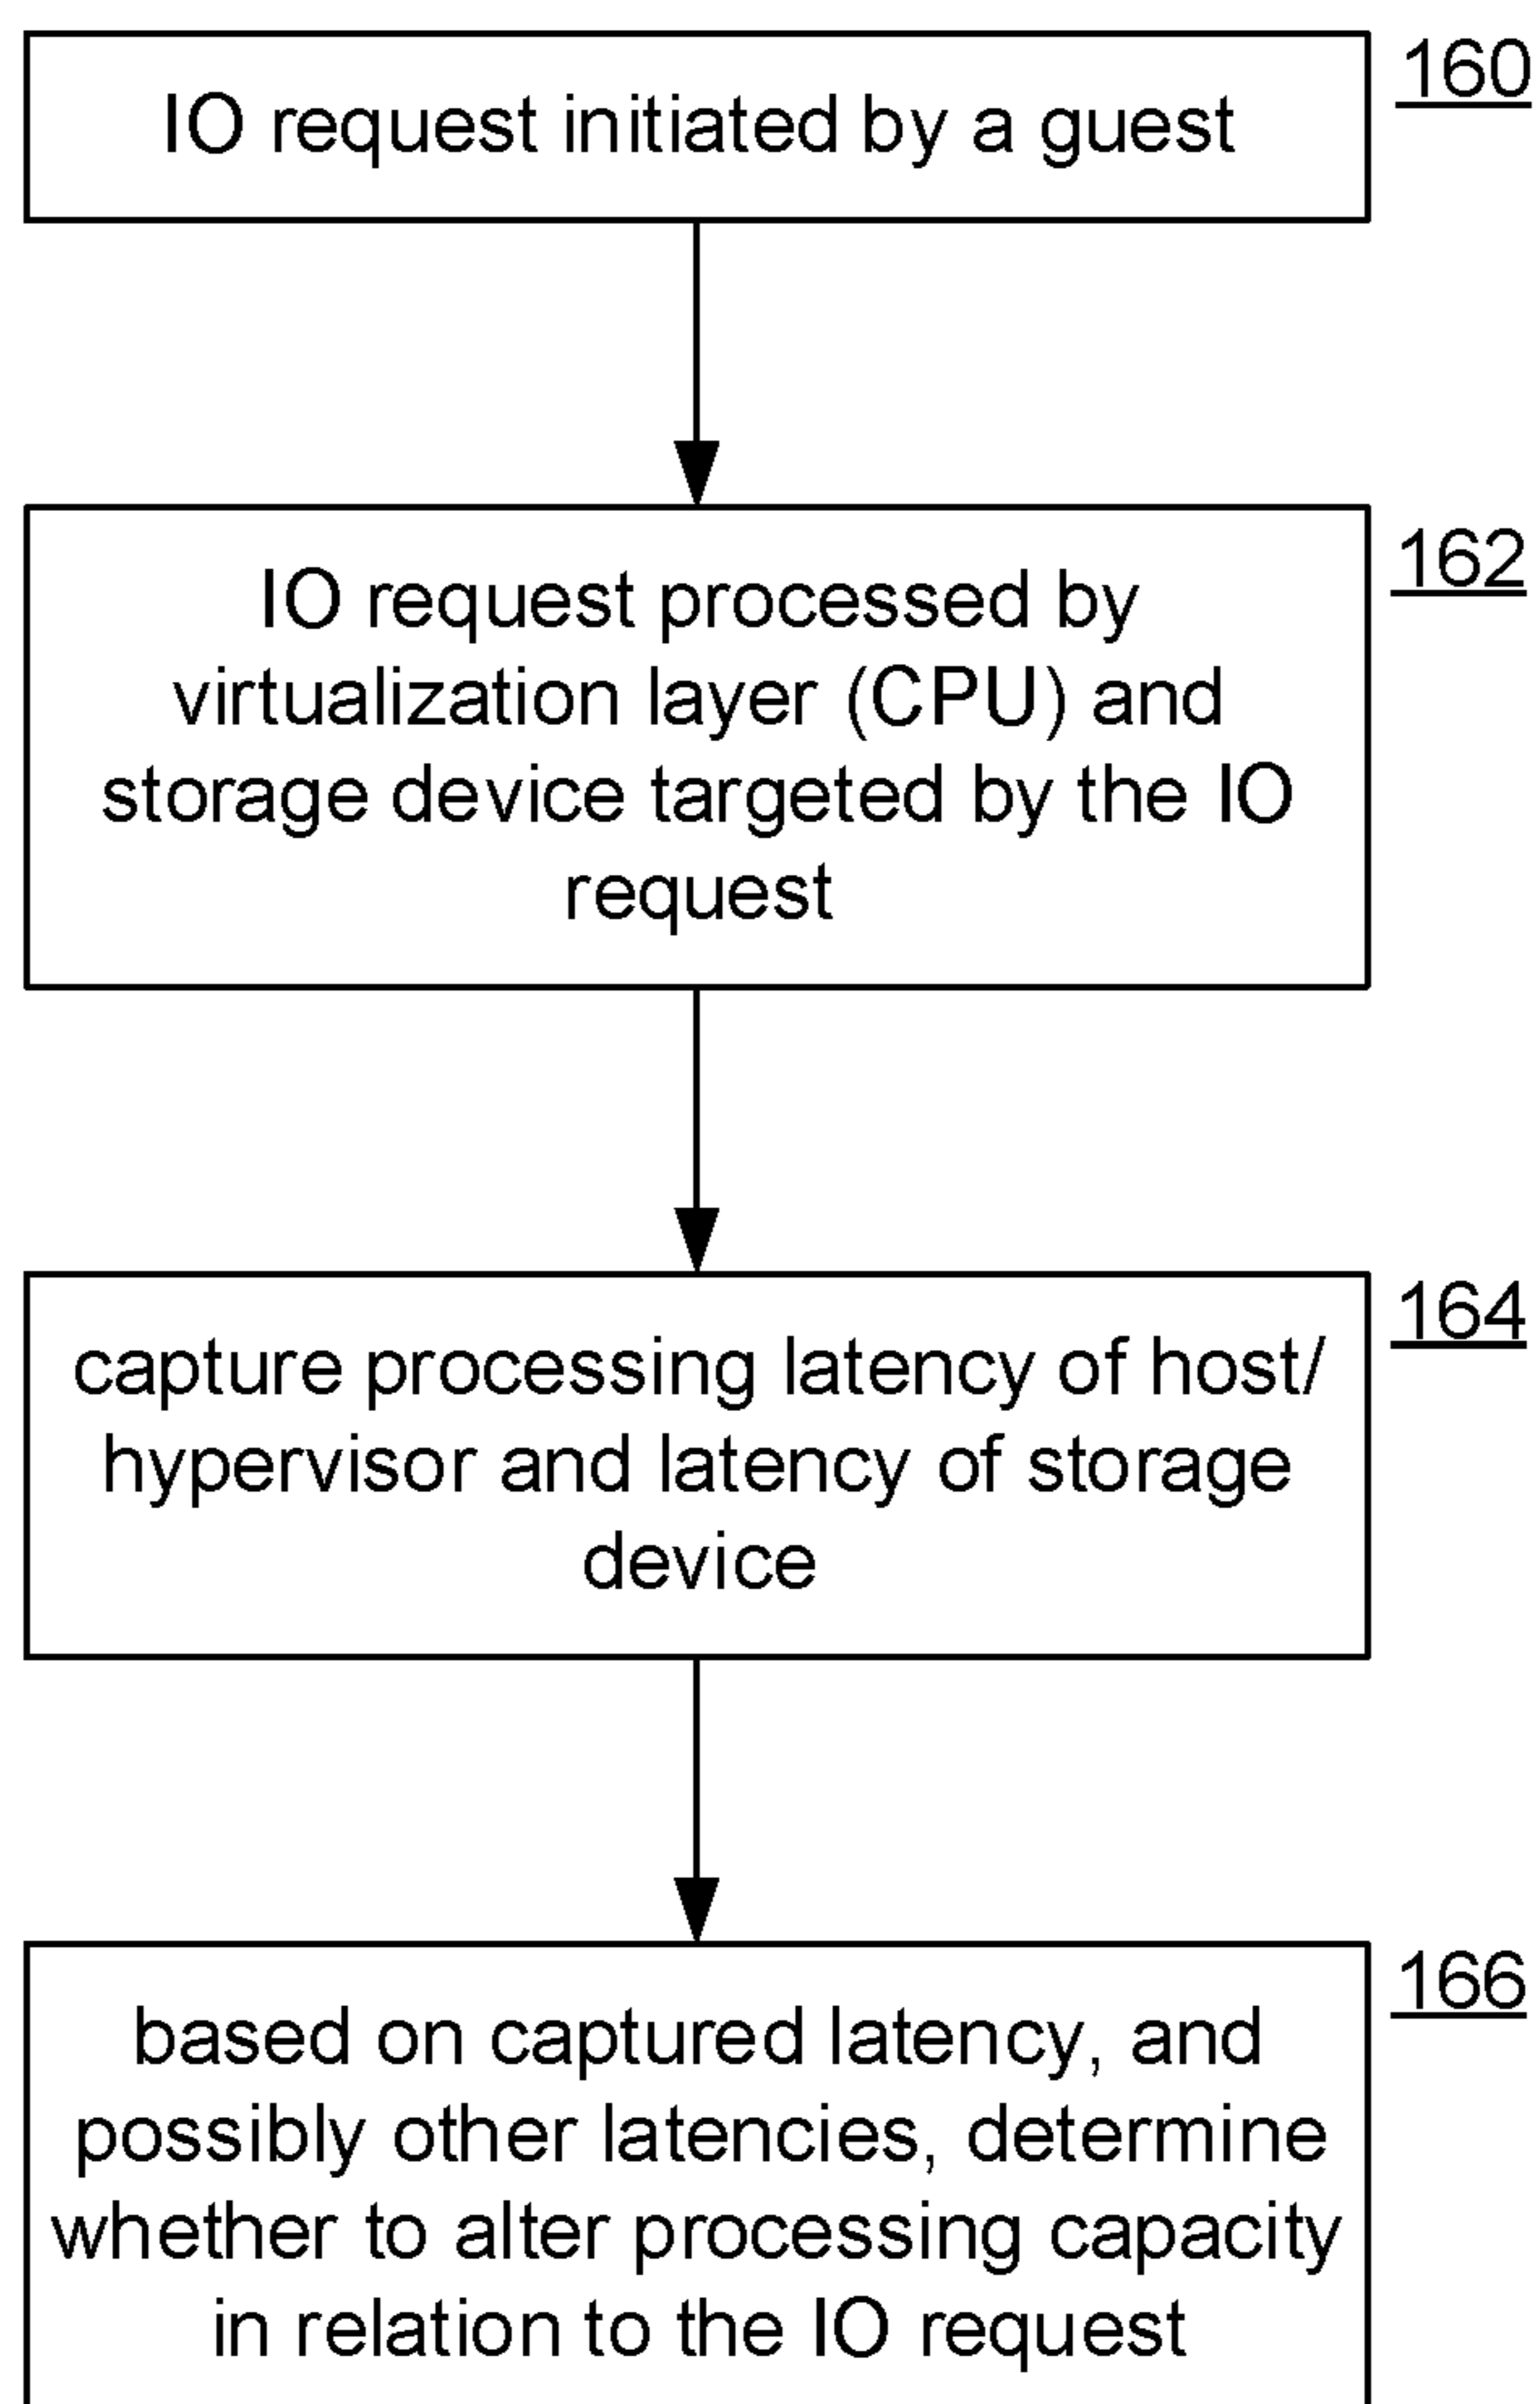 IO request initiated by a guest
160
IO request processed by
virtualization layer (CPU) and
storage device targeted by the IO
request
162
capture processing latency of host/
hypervisor and latency of storage
device
164
based on captured latency, and
possibly other latencies, determine
whether to alter processing capacity
in relation to the IO request
166